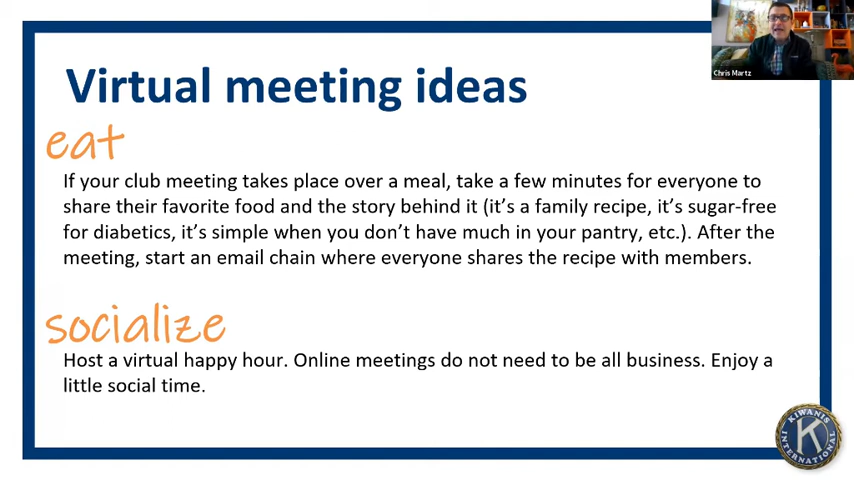 Chris Martz
Virtual meeting ideas
eat
If your club meeting takes place over a meal, take a few minutes for everyone to
share their favorite food and the story behind it (it's a family recipe, it's sugar-free
for diabetics, it's simple when you don't have much in your pantry, etc.). After the
meeting, start an email chain where everyone shares the recipe with members.
socialize
Host a virtual happy hour. Online meetings do not need to be all business. Enjoy a
little social time.
KIWANIS
K
INTERNATIONAL